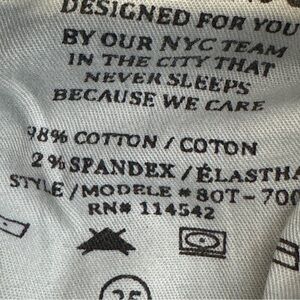 DESIGNED FOR YOU
BY OUR NYC TEAM
IN THE CITY THAT
NEVER SLEEPS
BECAUSE WE CARE
98% COTTON / COTON
2% SPANDEX / ÉLASTHA
STYLE / MODELE # 80T-700
RN# 114542
25